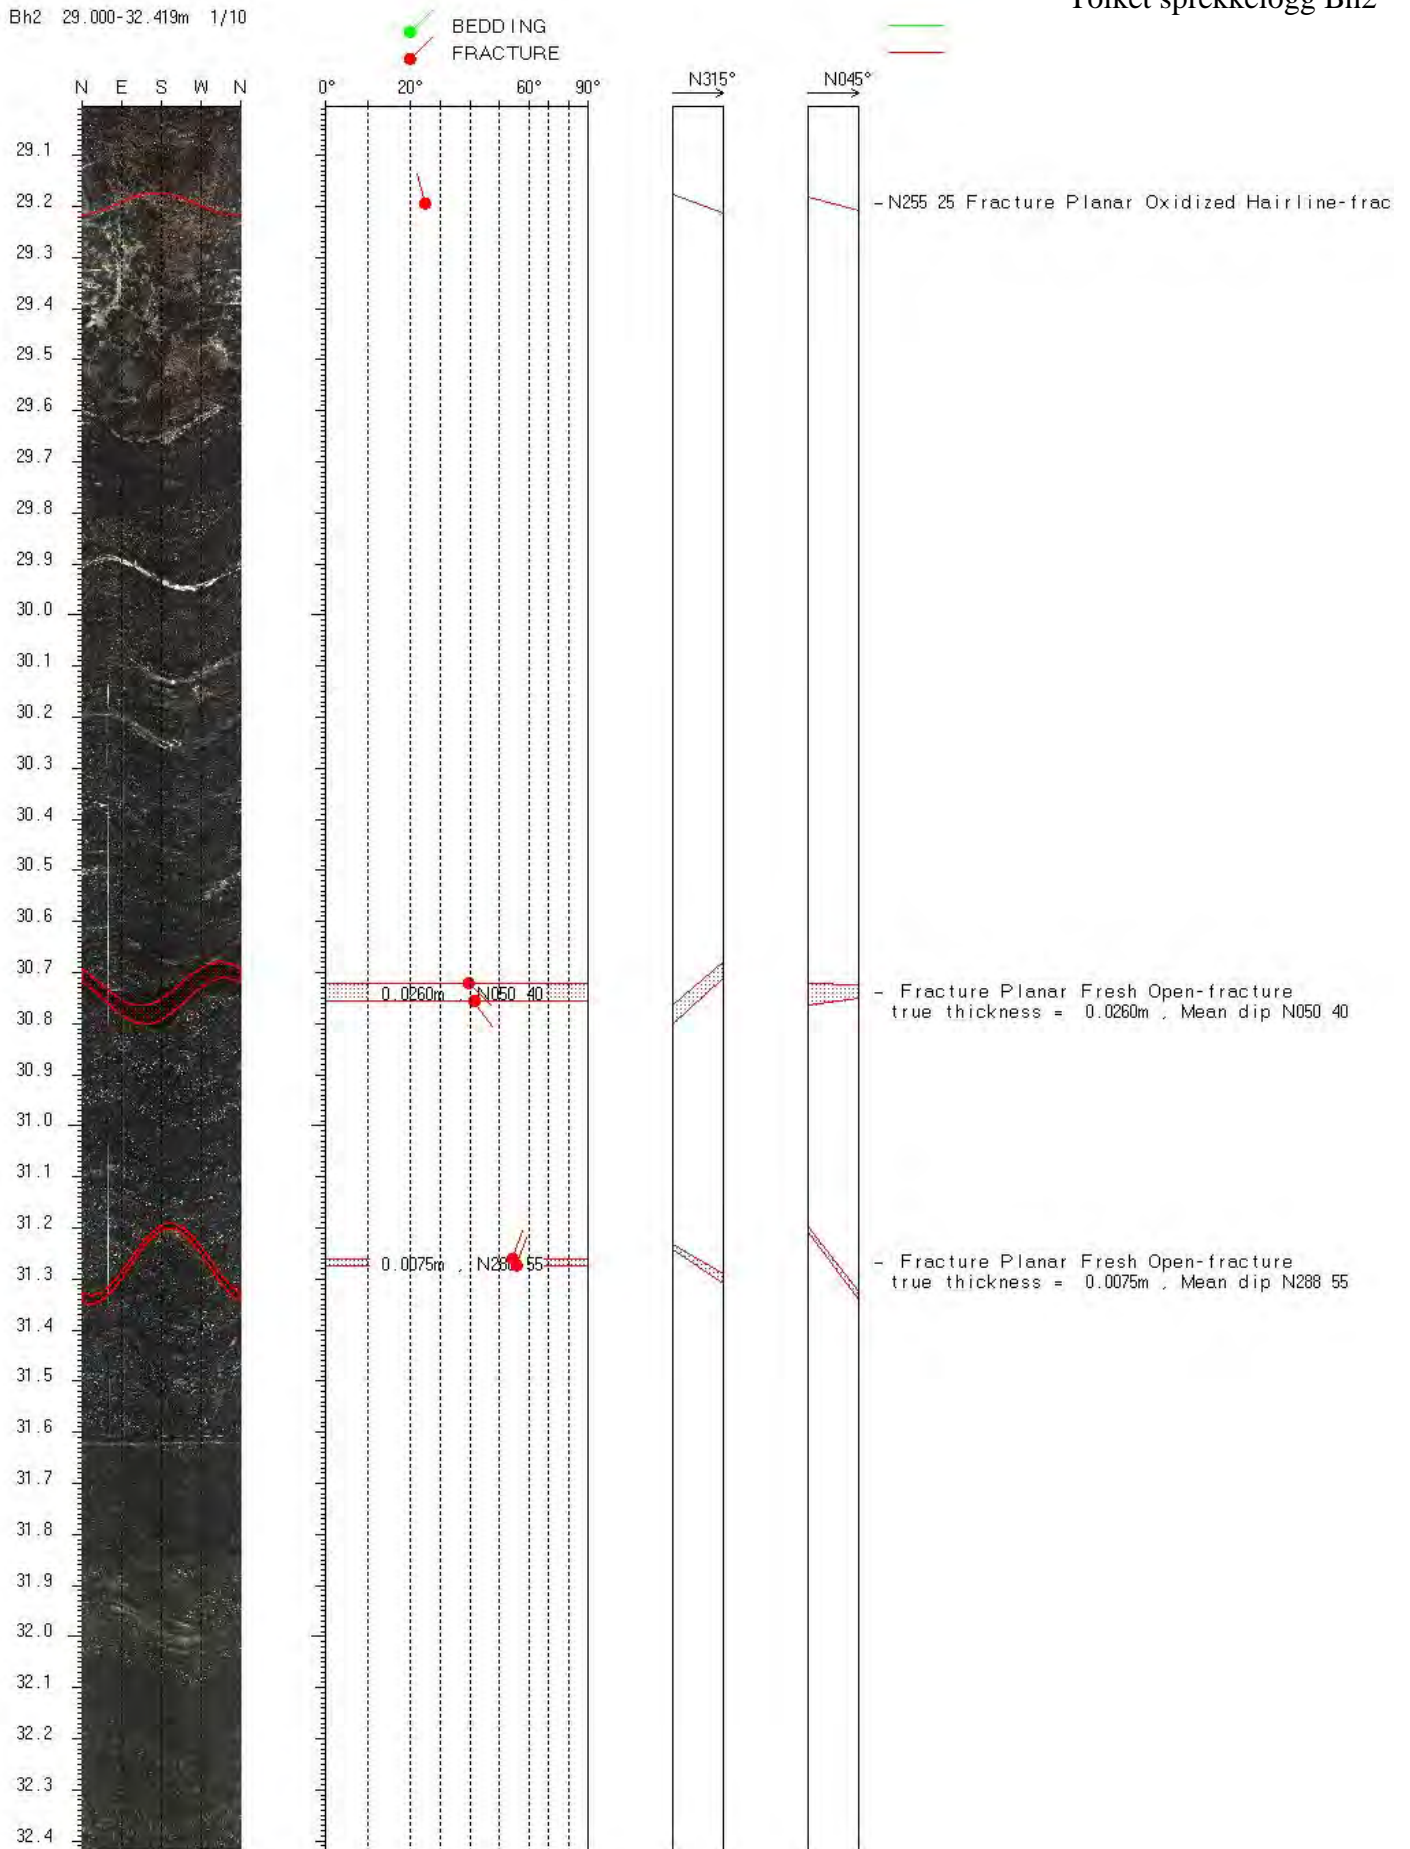 Tolket sprekkelogg Bh2
Bh2 29.000-32.419m 1/10
BEDDING
FRACTURE
N E S W N
0° 20° 60° 90°
N315°
N045°
29.1
29.2
-N255 25 Fracture Planar Oxidized Hairline-frac
29.3
29.4
29.5
29.6
29.7
29.8
29.9
30.0
30.1
30.2
30.3
30.4
30.5
30.6
30.7
0.0260m , N050 40
- Fracture Planar Fresh Open-fracture
true thickness = 0.0260m , Mean dip N050 40
30.8
30.9
31.0
31.1
31.2
0.0075m , N288 55
- Fracture Planar Fresh Open-fracture
true thickness = 0.0075m , Mean dip N288 55
31.3
31.4
31.5
31.6
31.7
31.8
31.9
32.0
32.1
32.2
32.3
32.4